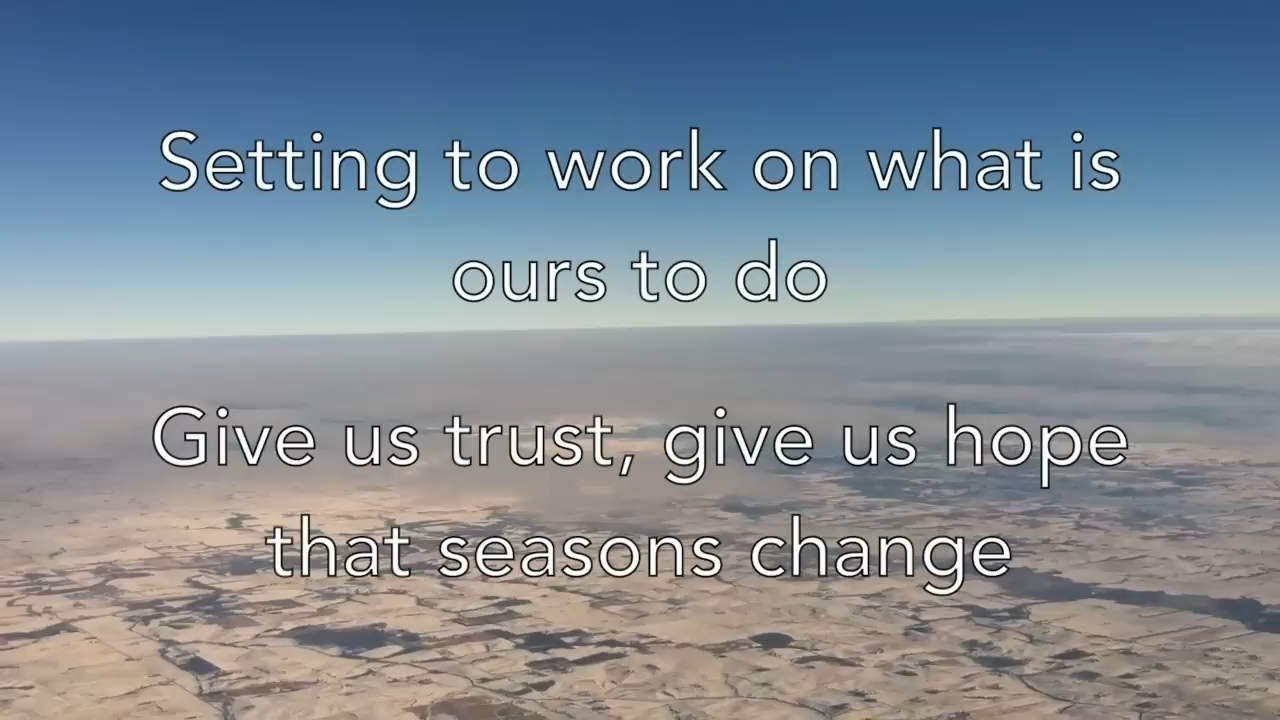 Setting to work on what is
ours to do
Give us trust, give us hope
that seasons change